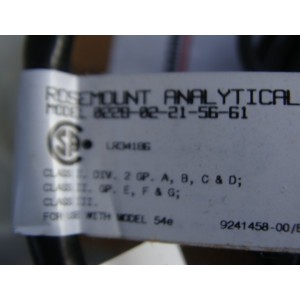 ROSEMOUNT ANALYTICAL
MODEL 0228-02-21-56-61
LR34186
CLASS I, DIV. 2 GP. A, B, C & D;
CLASS II, GP. E, F & G;
CLASS III.
FOR USE WITH MODEL 54e
9241458-00/